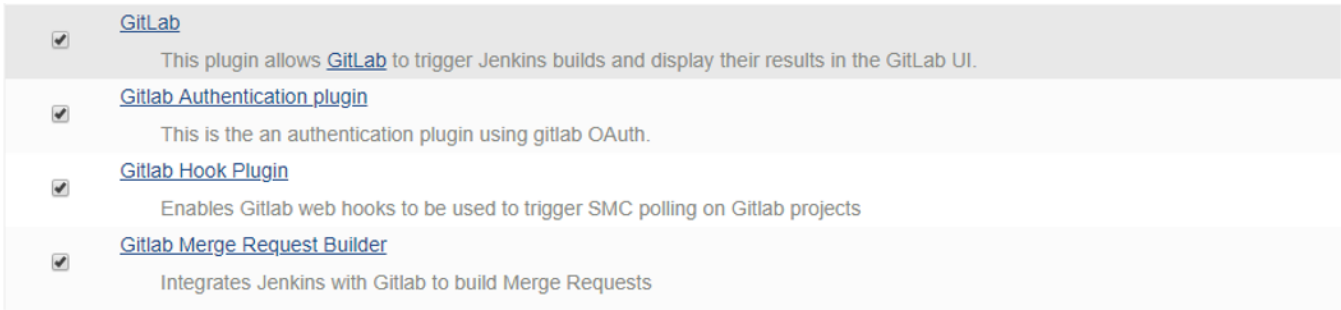 GitLab
This plugin allows GitLab to trigger Jenkins builds and display their results in the GitLab UI.
Gitlab Authentication plugin
This is the an authentication plugin using gitlab OAuth.
Gitlab Hook Plugin
Enables Gitlab web hooks to be used to trigger SMC polling on Gitlab projects
Gitlab Merge Request Builder
Integrates Jenkins with Gitlab to build Merge Requests